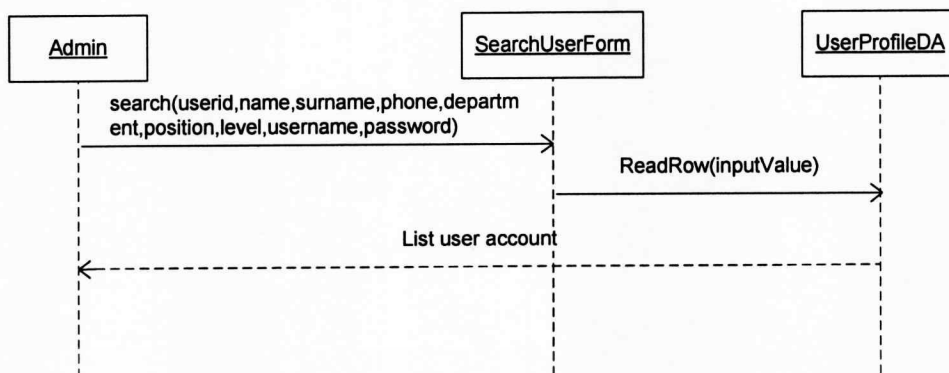 Admin
SearchUserForm
UserProfileDA
search(userid,name,surname,phone,departm
ent,position,level,username,password)
ReadRow(inputValue)
List user account